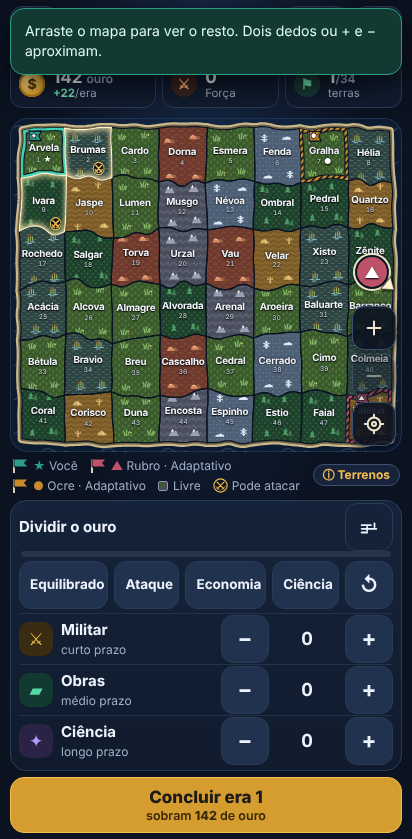 Arraste o mapa para ver o resto. Dois dedos ou + e −
aproximam.
142 ouro
+22/era
0
Força
1/34
terras
Arvela Brumas Cardo Dorna Esmera Fenda Gralha Hélia
1 ★ 2 3 4 5 6 8
Ivara Jaspe Lumen Musgo Névoa Ombral Pedral Quartzo
9 10 11 12 13 14 15 16
Rochedo Salgar Torva Urzal Vau Velar Xisto Zênite
17 18 19 20 21 22 23
Acácia Alcova Almagre Alvorada Arenal Aroeira Baluarte Barranco
25 26 27 28 29 30 31
Bétula Bravio Breu Cascalho Cedral Cerrado Cimo Colmeia
33 34 35 36 37 38 39 40
Coral Corisco Duna Encosta Espinho Estio Faial
41 42 43 44 45 46 47
+
−
★ Você ▲ Rubro · Adaptativo
Ocre · Adaptativo Livre Pode atacar
ⓘ Terrenos
Dividir o ouro
Equilibrado Ataque Economia Ciência
Militar
curto prazo
− 0 +
Obras
médio prazo
− 0 +
Ciência
longo prazo
− 0 +
Concluir era 1
sobram 142 de ouro